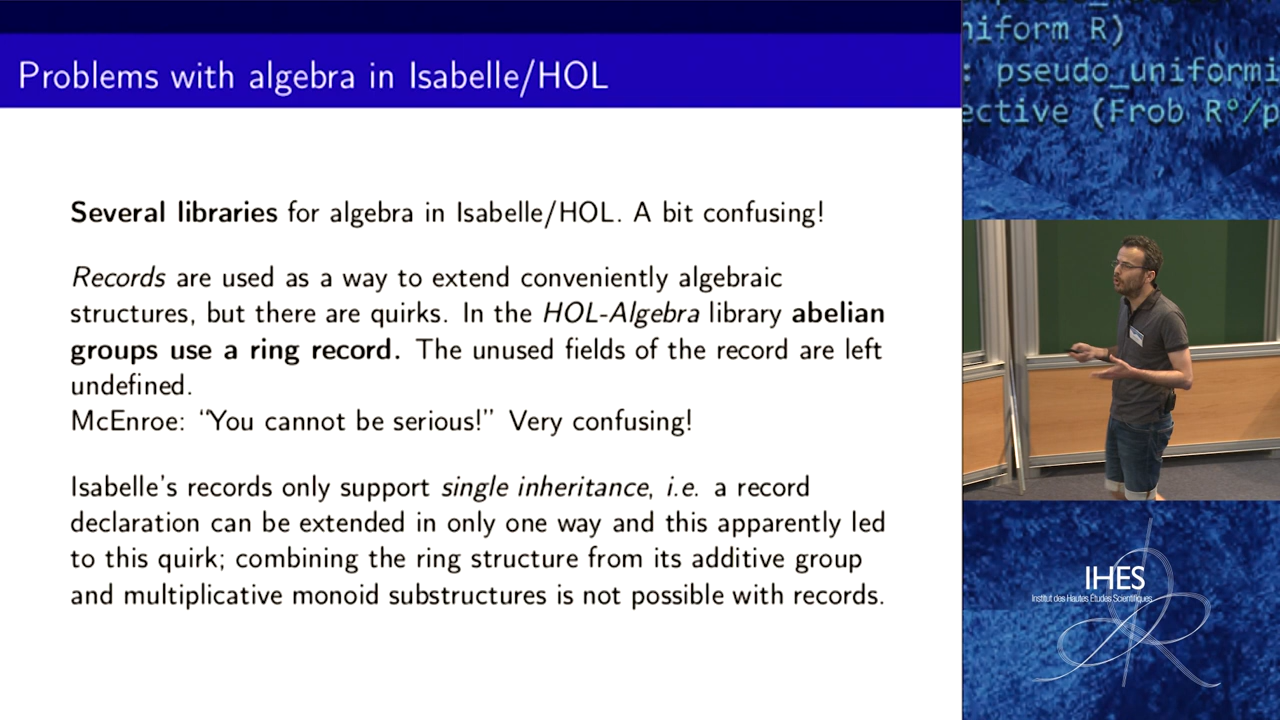 Problems with algebra in Isabelle/HOL
Several libraries for algebra in Isabelle/HOL. A bit confusing!
Records are used as a way to extend conveniently algebraic
structures, but there are quirks. In the HOL-Algebra library abelian
groups use a ring record. The unused fields of the record are left
undefined.
McEnroe: “You cannot be serious!” Very confusing!
Isabelle's records only support single inheritance, i.e. a record
declaration can be extended in only one way and this apparently led
to this quirk; combining the ring structure from its additive group
and multiplicative monoid substructures is not possible with records.
niform R)
: pseudo_uniformi
ective (Frob R°/p
IHES
Institut des Hautes Études Scientifiques